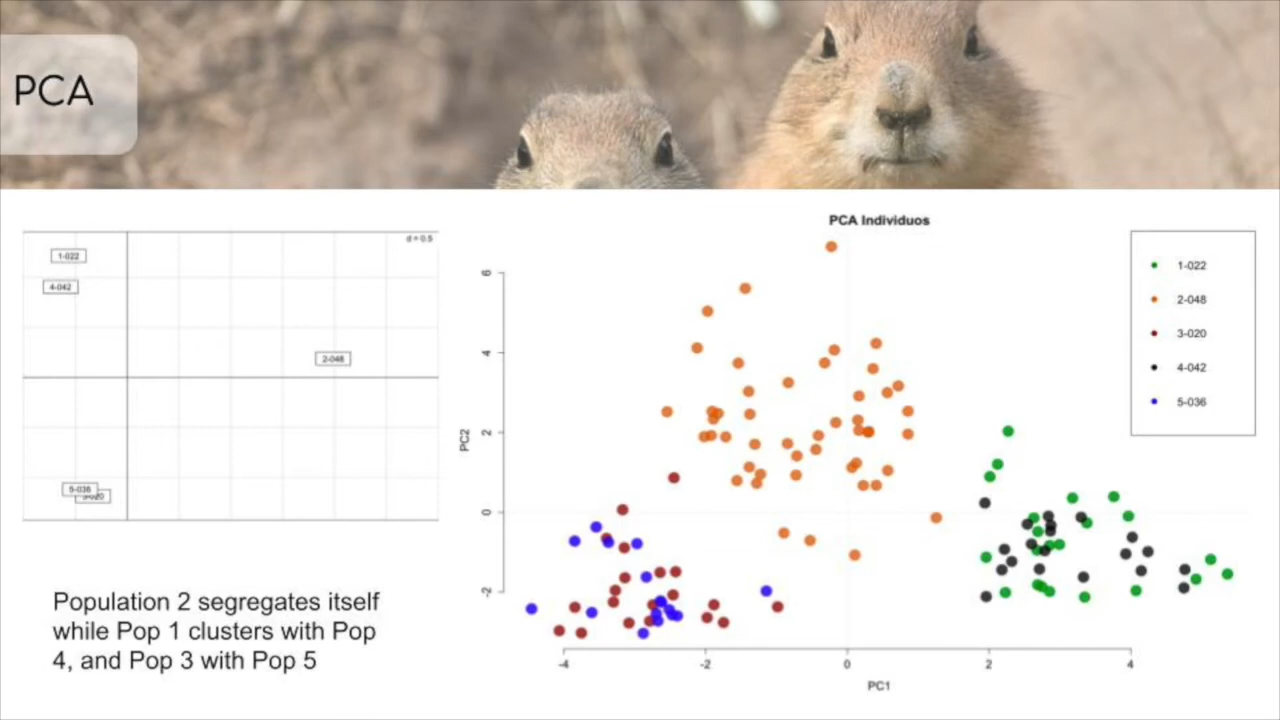 PCA
d = 0.5
1-022
4-042
2-048
5-036
3-020
Population 2 segregates itself
while Pop 1 clusters with Pop
4, and Pop 3 with Pop 5
PCA Individuos
PC2
6
4
2
0
-2
-4
-2
0
2
4
PC1
1-022
2-048
3-020
4-042
5-036